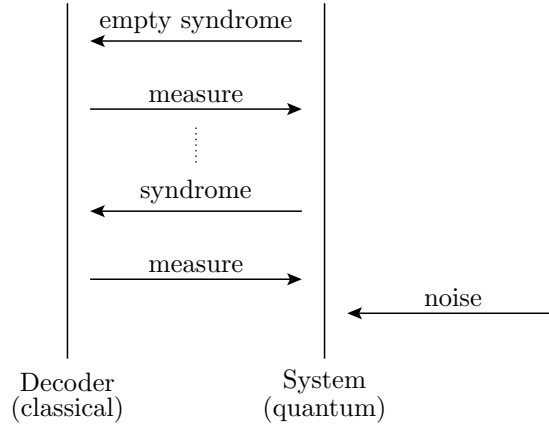 empty syndrome
measure
syndrome
measure
noise
Decoder
(classical)
System
(quantum)